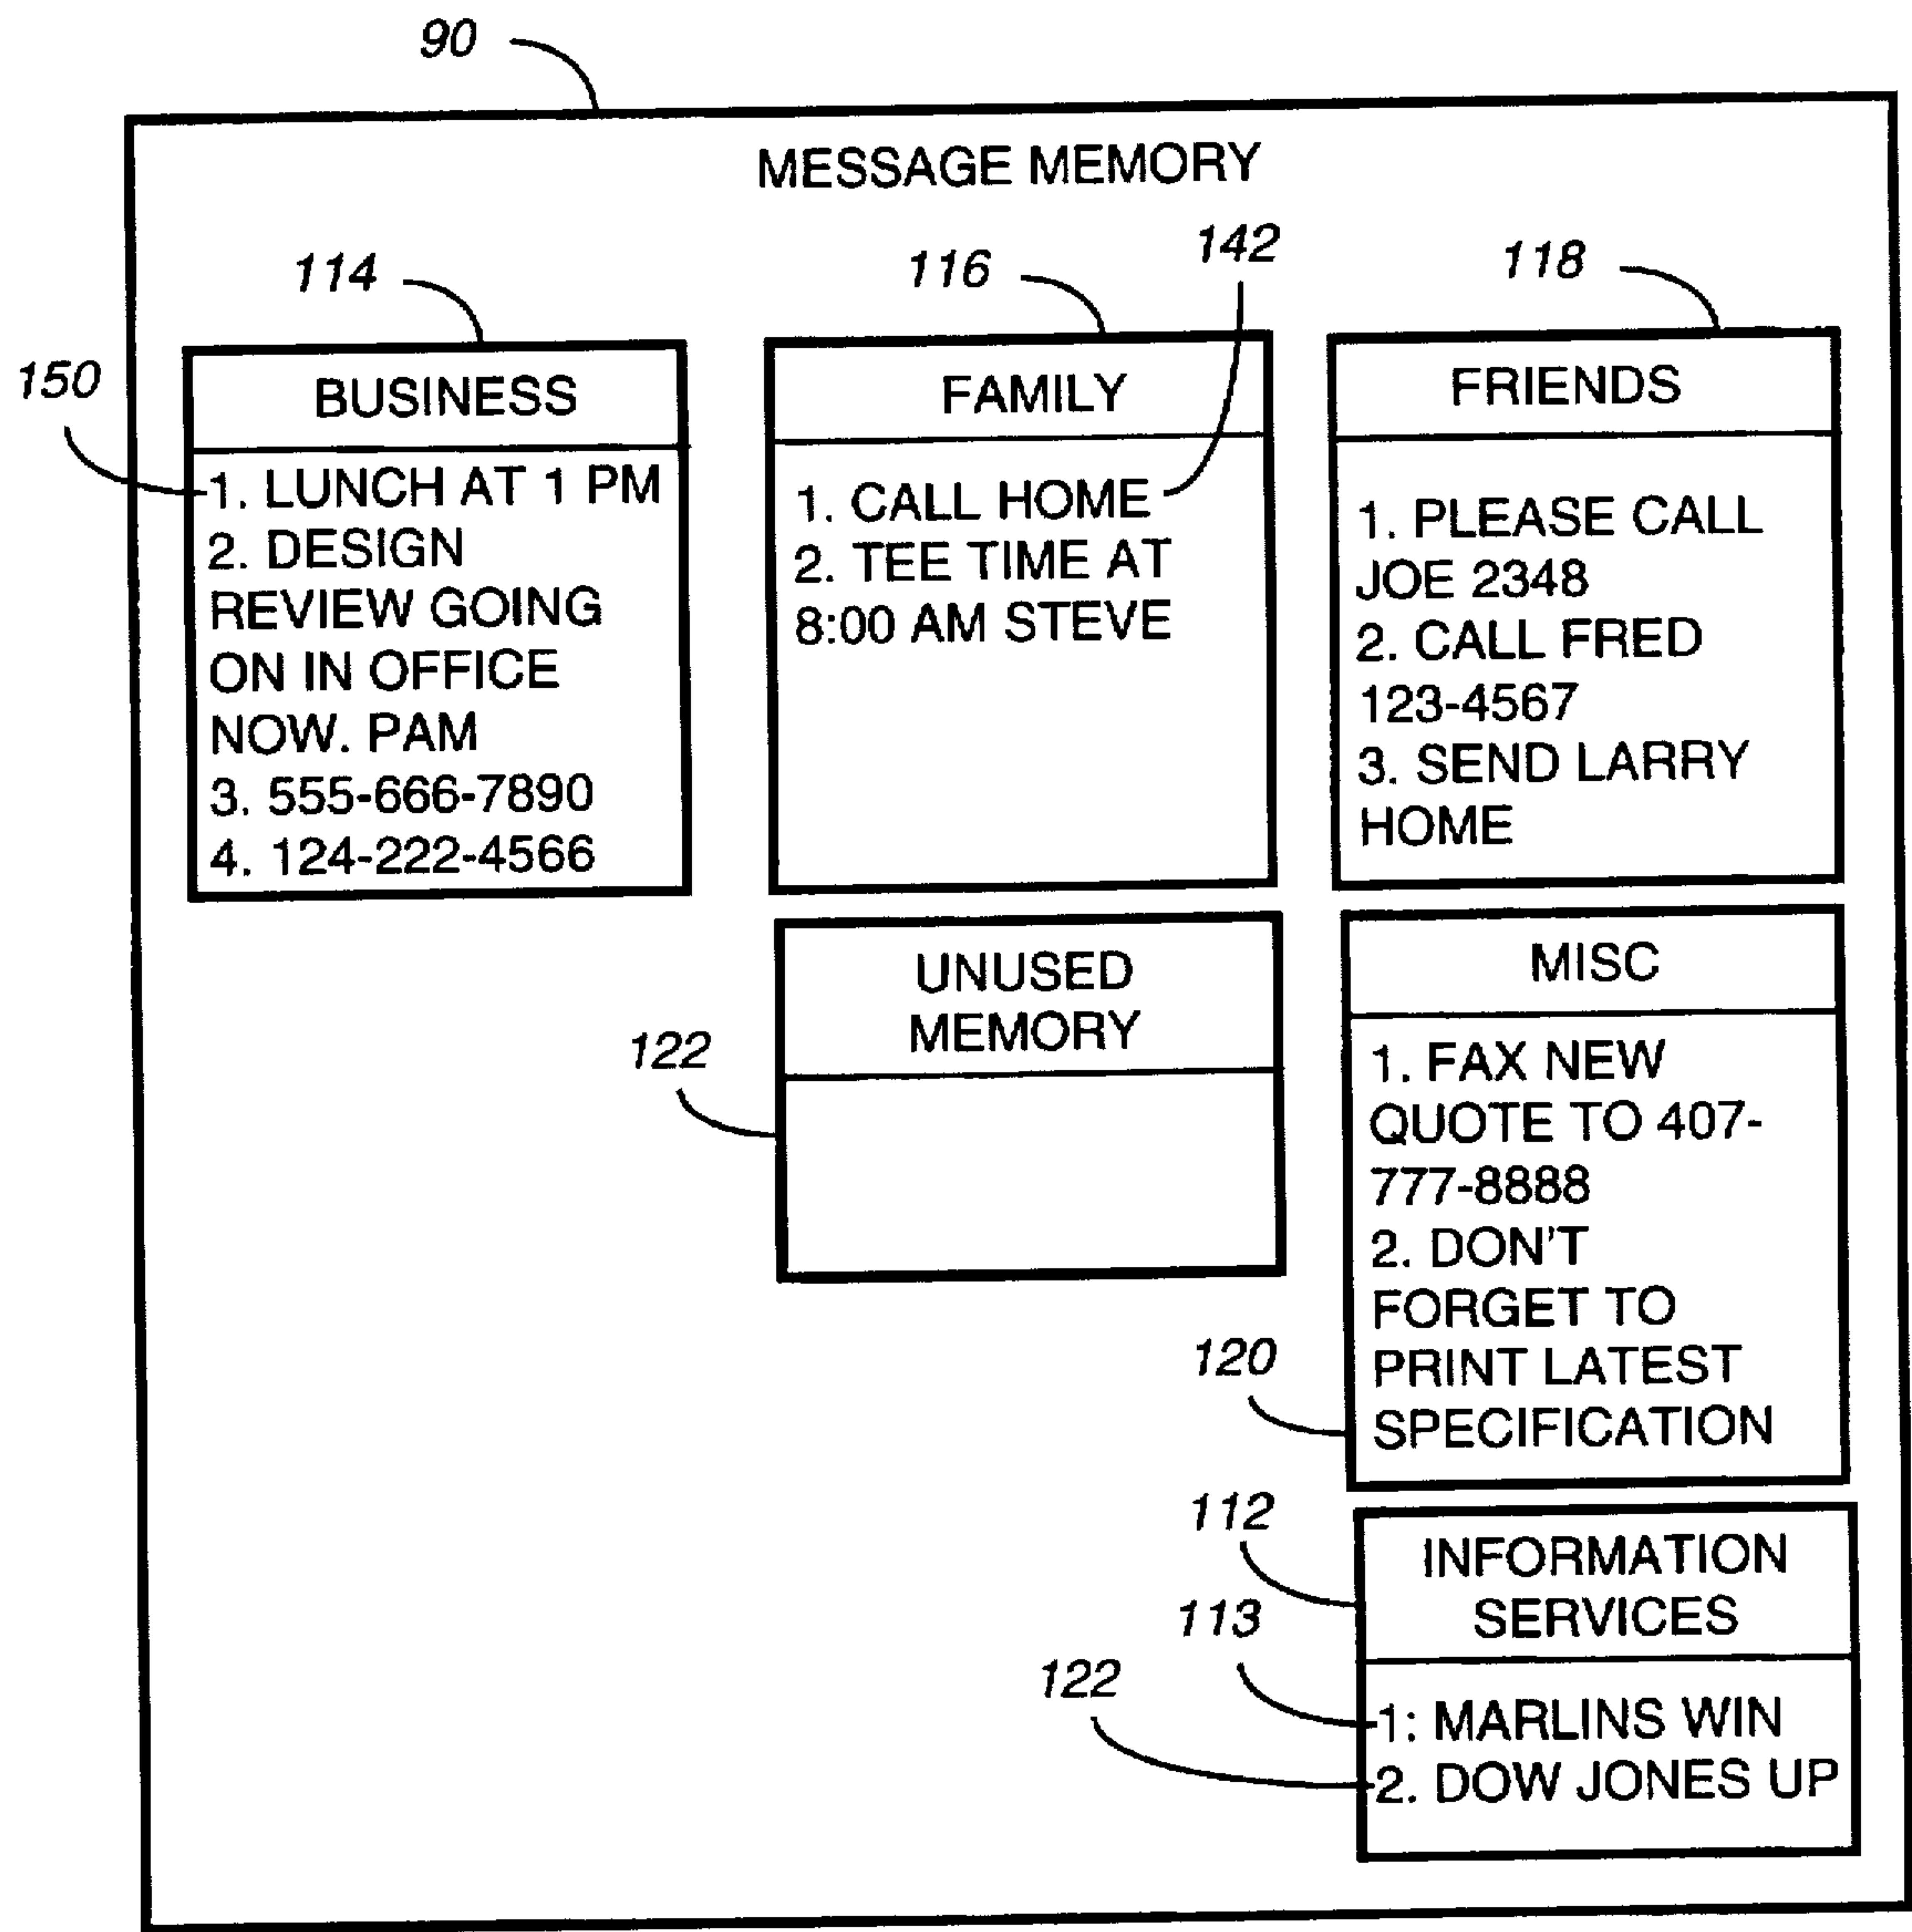 90
MESSAGE MEMORY
114
116
142
118
150
BUSINESS
1. LUNCH AT 1 PM
2. DESIGN
REVIEW GOING
ON IN OFFICE
NOW. PAM
3. 555-666-7890
4. 124-222-4566
FAMILY
1. CALL HOME
2. TEE TIME AT
8:00 AM STEVE
FRIENDS
1. PLEASE CALL
JOE 2348
2. CALL FRED
123-4567
3. SEND LARRY
HOME
122
UNUSED
MEMORY
MISC
1. FAX NEW
QUOTE TO 407-
777-8888
2. DON'T
FORGET TO
PRINT LATEST
SPECIFICATION
120
112
INFORMATION
SERVICES
113
122
1: MARLINS WIN
2. DOW JONES UP